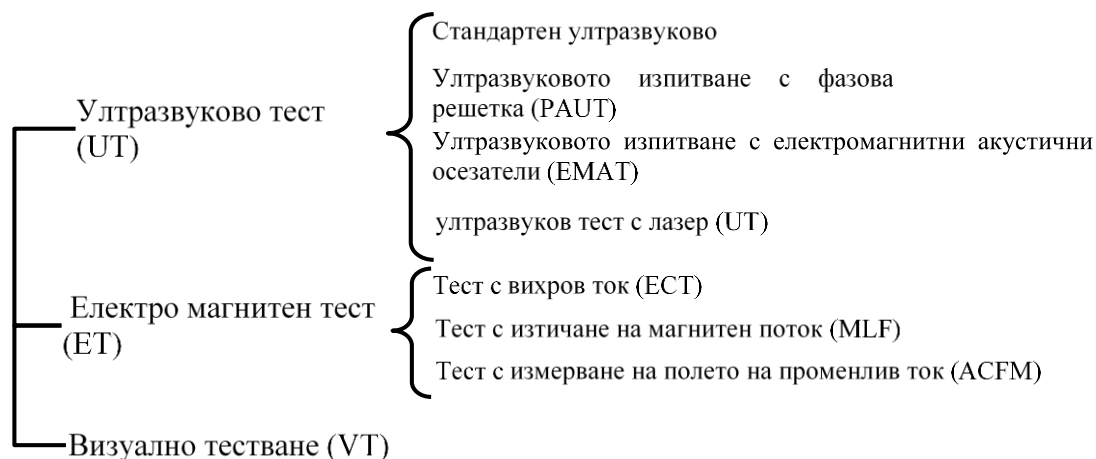 Ултразвуково тест
(UT)
Стандартен ултразвуково
Ултразвуковото изпитване с фазова
решетка (PAUT)
Ултразвуковото изпитване с електромагнитни акустични
осезатели (EMAT)
ултразвуков тест с лазер (UT)
Електро магнитен тест
(ET)
Тест с вихров ток (ECT)
Тест с изтичане на магнитен поток (MLF)
Тест с измерване на полето на променлив ток (ACFM)
Визуално тестване (VT)